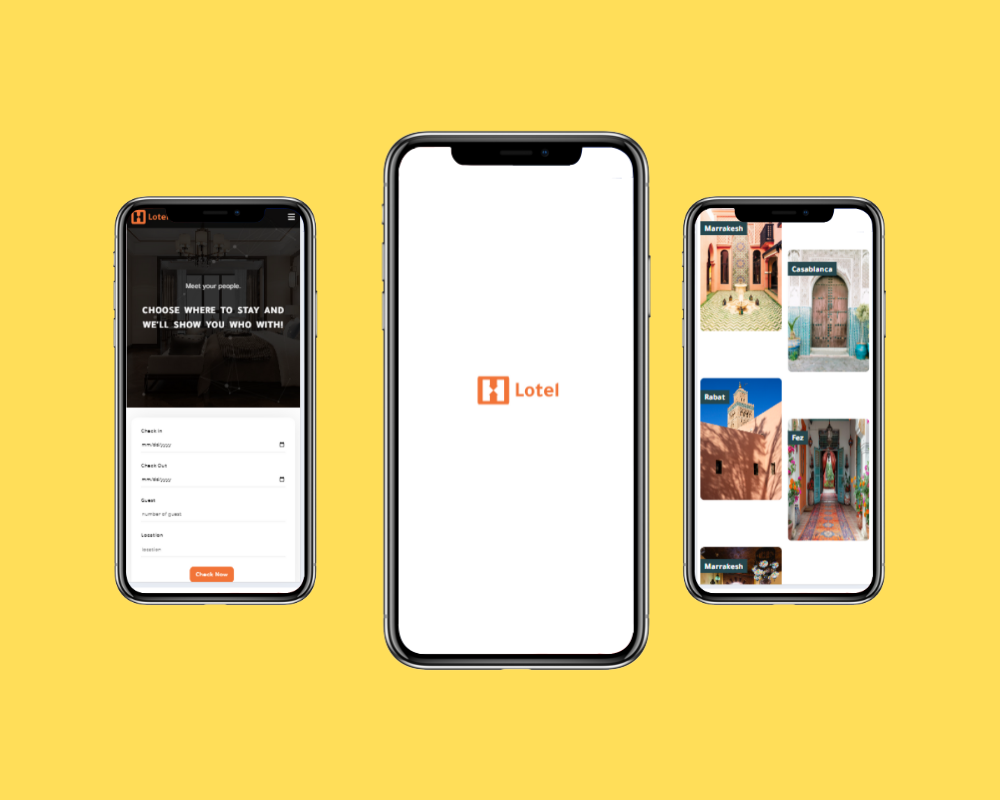 Lotel
Meet your people.
CHOOSE WHERE TO STAY AND
WE'LL SHOW YOU WHO WITH!
Check In
mm/dd/yyyy
Check Out
mm/dd/yyyy
Guest
number of guest
Location
location
Check Now
Lotel
Marrakesh
Casablanca
Rabat
Fez
Marrakesh